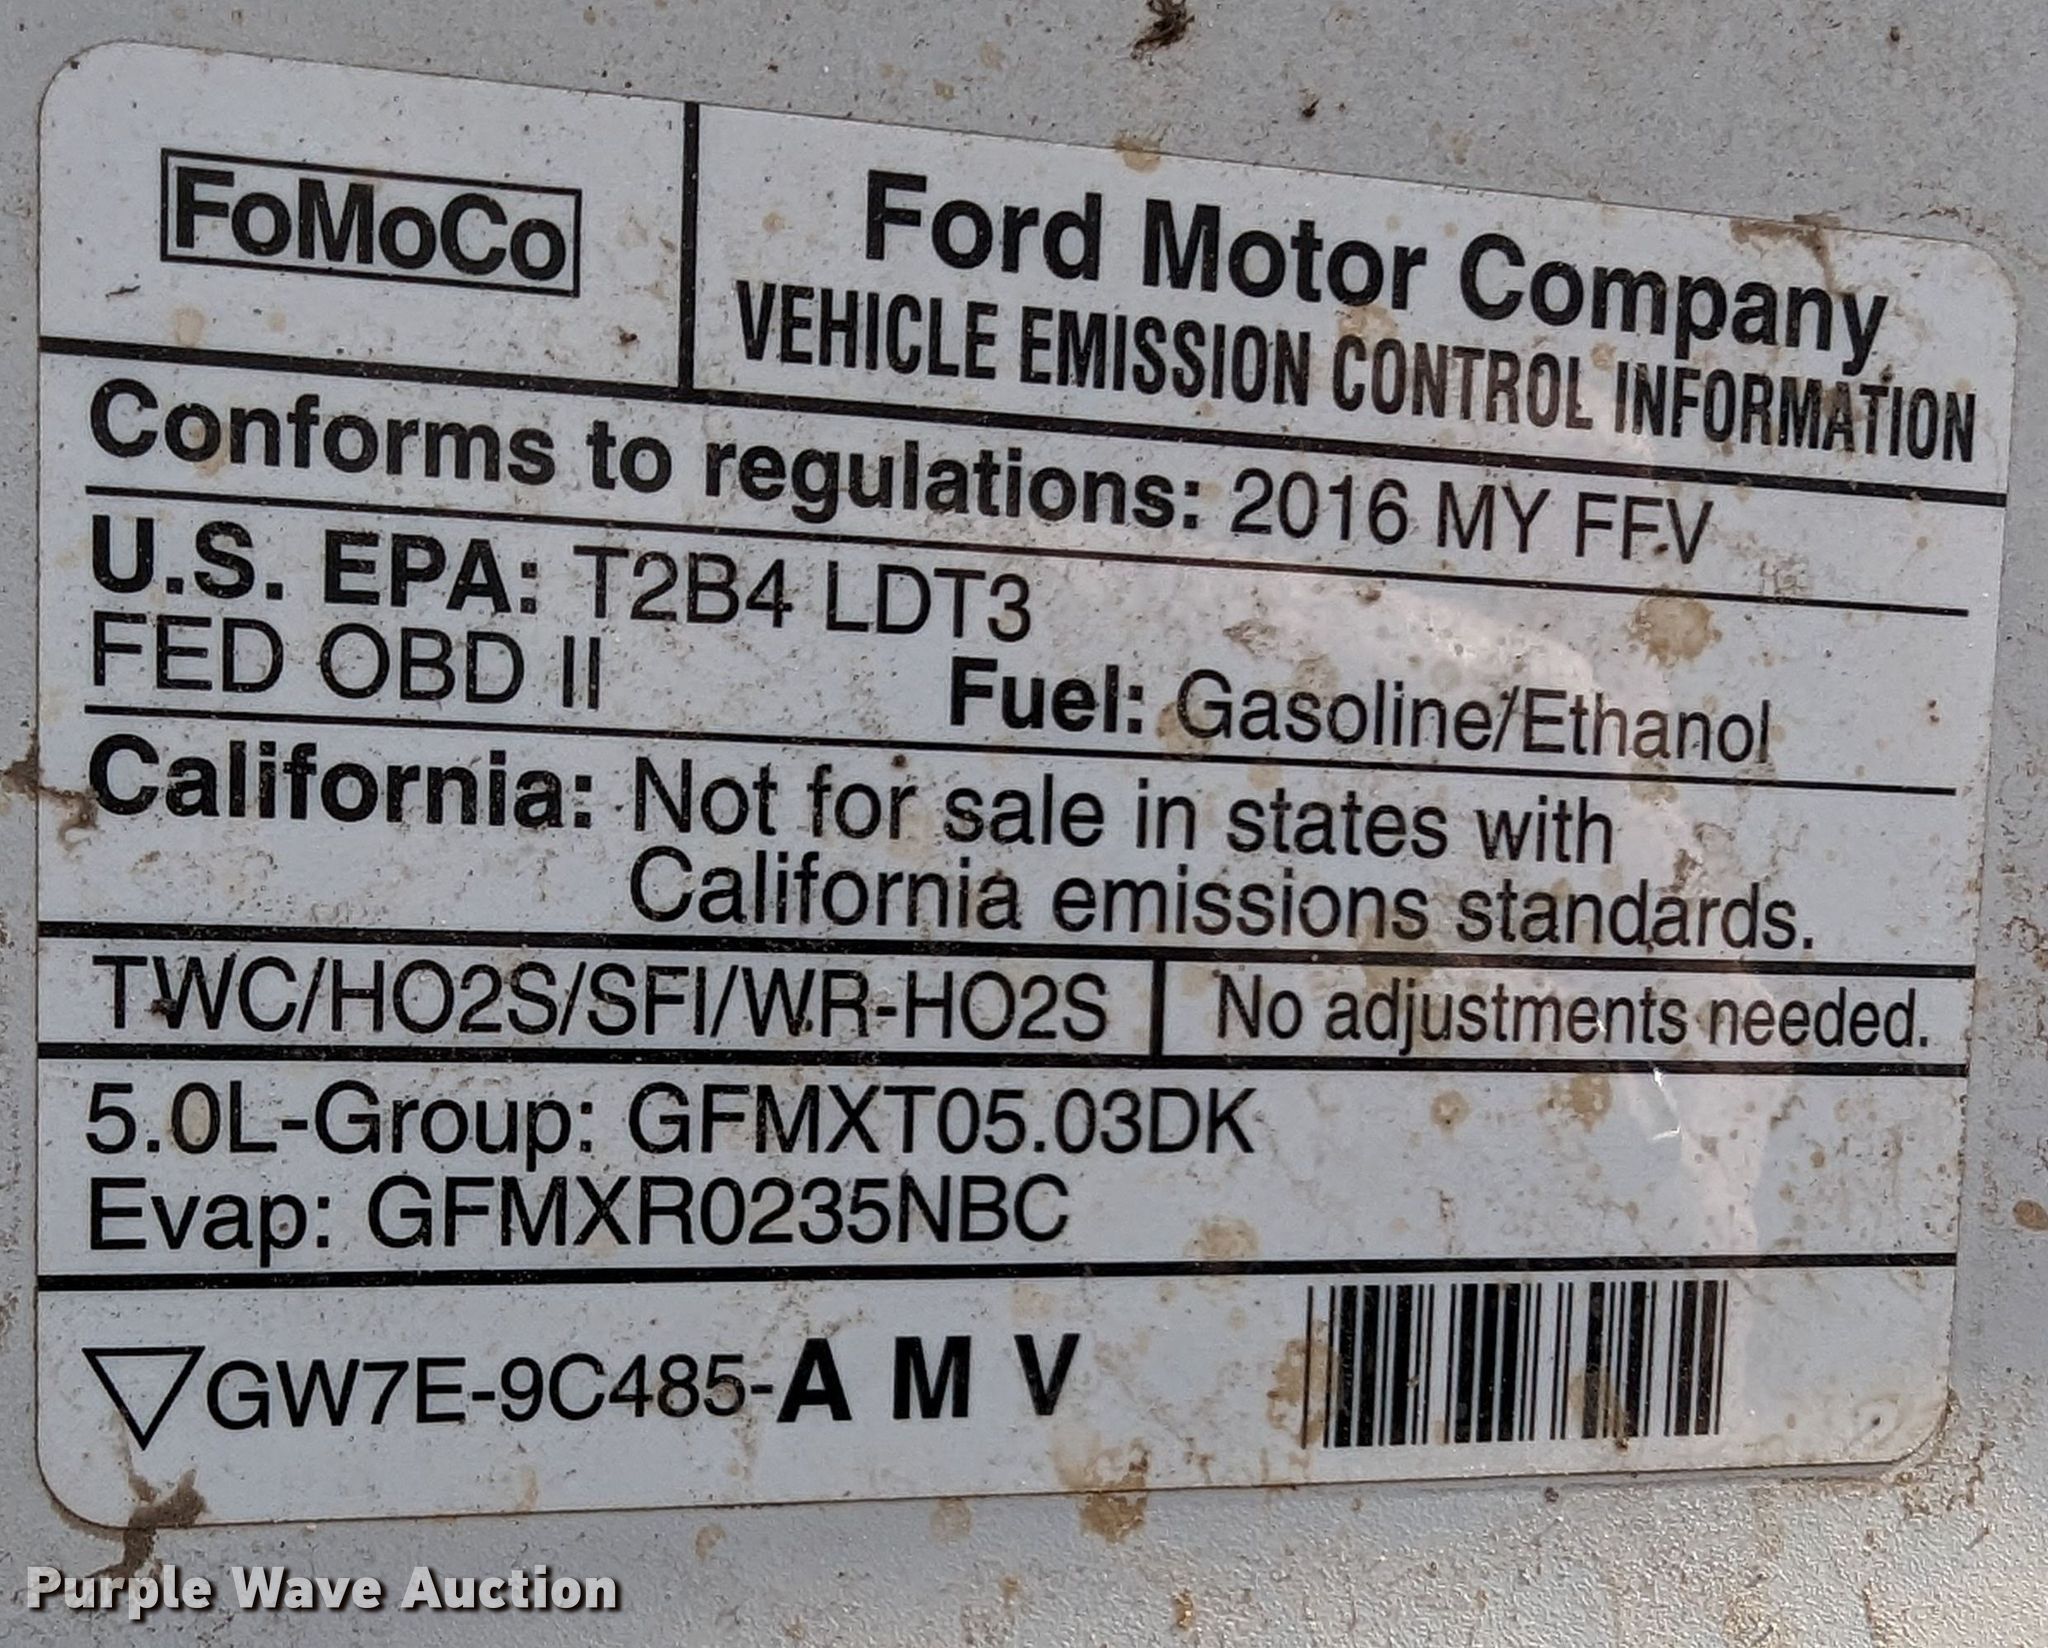 FoMoCo
Ford Motor Company
VEHICLE EMISSION CONTROL INFORMATION
Conforms to regulations: 2016 MY FFV
U.S. EPA: T2B4 LDT3
FED OBD II
Fuel: Gasoline/Ethanol
California: Not for sale in states with
California emissions standards.
TWC/HO2S/SFI/WR-HO2S
No adjustments needed.
5.0L-Group: GFMXT05.03DK
Evap: GFMXR0235NBC
GW7E-9C485-A M V
Purple Wave Auction